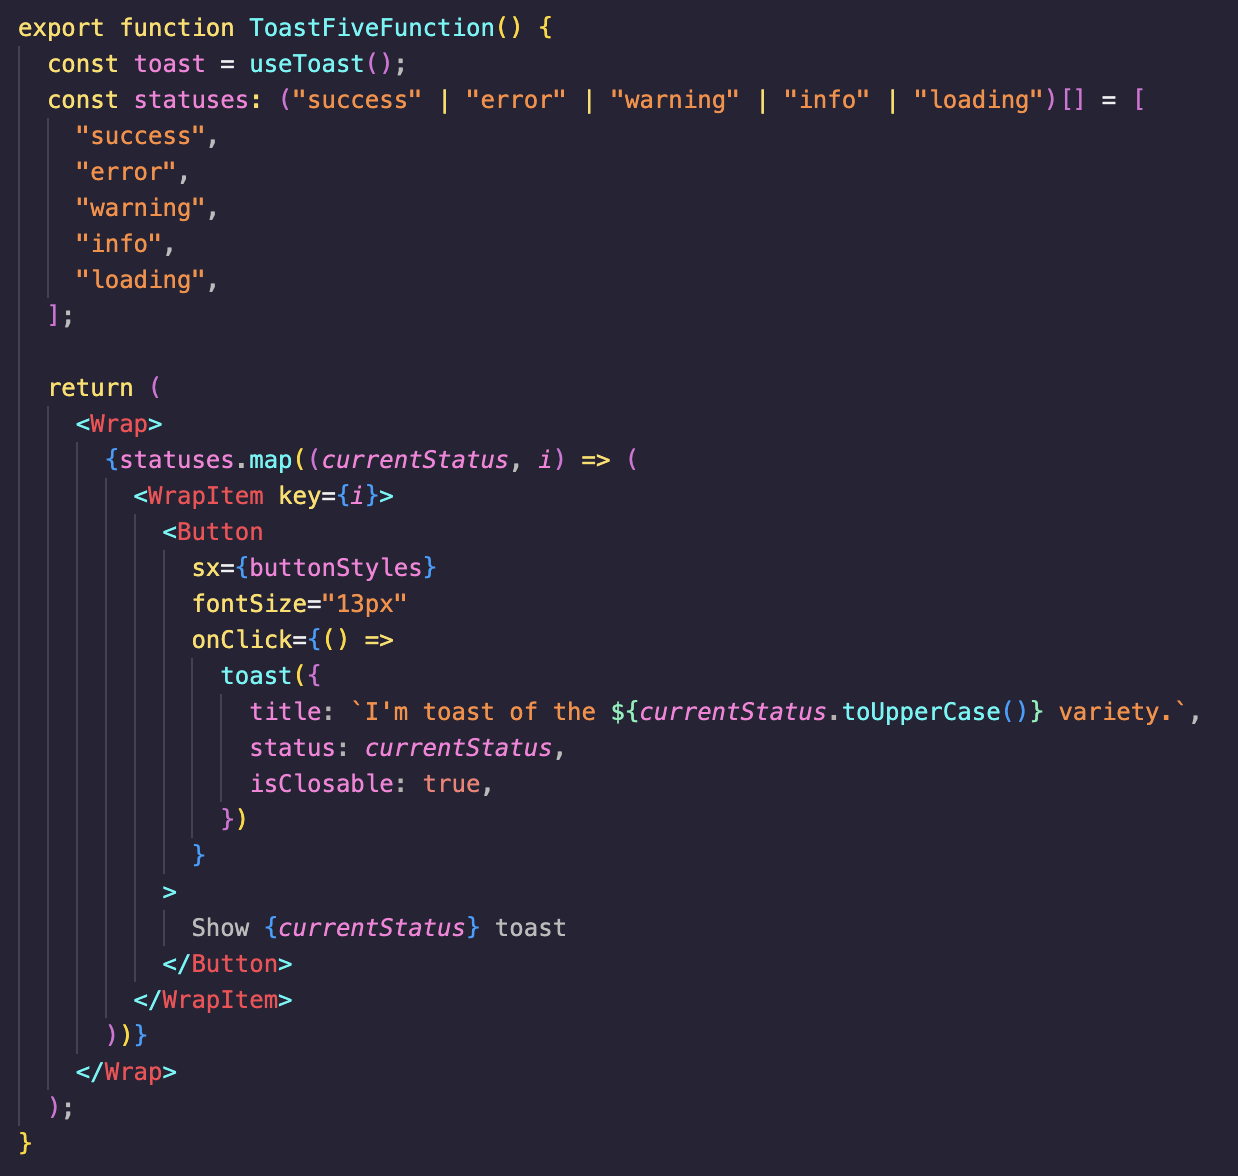 export function ToastFiveFunction() {
  const toast = useToast();
  const statuses: ("success" | "error" | "warning" | "info" | "loading")[] = [
    "success",
    "error",
    "warning",
    "info",
    "loading",
  ];

  return (
    <Wrap>
      {statuses.map((currentStatus, i) => (
        <WrapItem key={i}>
          <Button
            sx={buttonStyles}
            fontSize="13px"
            onClick={() =>
              toast({
                title: `I'm toast of the ${currentStatus.toUpperCase()} variety.`,
                status: currentStatus,
                isClosable: true,
              })
            }
          >
            Show {currentStatus} toast
          </Button>
        </WrapItem>
      ))}
    </Wrap>
  );
}